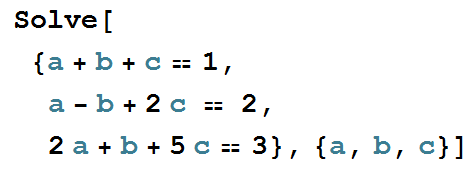 Solve[
{a + b + c == 1,
a - b + 2 c == 2,
2 a + b + 5 c == 3}, {a, b, c}]